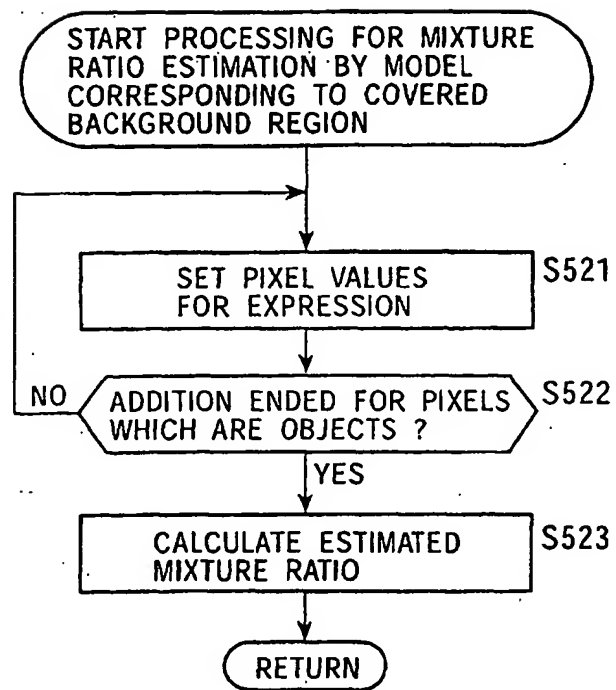 START PROCESSING FOR MIXTURE
RATIO ESTIMATION BY MODEL
CORRESPONDING TO COVERED
BACKGROUND REGION
SET PIXEL VALUES
FOR EXPRESSION
S521
ADDITION ENDED FOR PIXELS
WHICH ARE OBJECTS ?
S522
NO
YES
CALCULATE ESTIMATED
MIXTURE RATIO
S523
RETURN